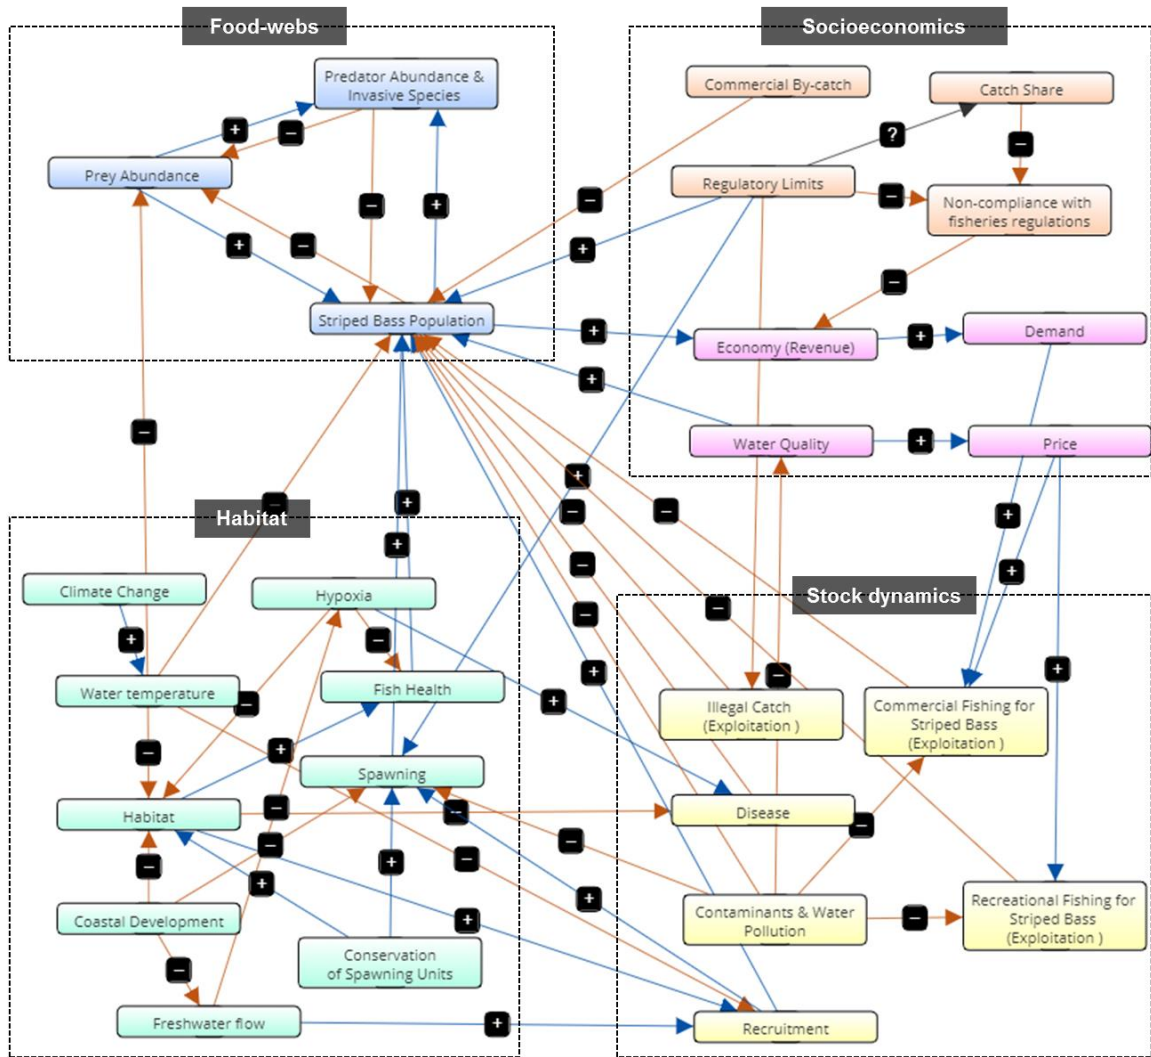 Food-webs
Socioeconomics
Predator Abundance &
Invasive Species
Commercial By-catch
Catch Share
+
−
?
−
Prey Abundance
Regulatory Limits
−
Non-compliance with
fisheries regulations
−
+
−
+
−
+
−
Striped Bass Population
+
Economy (Revenue)
+
Demand
+
−
Water Quality
+
Price
−
+
+
−
−
+
+
+
−
Habitat
Climate Change
Hypoxia
−
Stock dynamics
−
−
+
−
Water temperature
−
Fish Health
+
+
−
+
Illegal Catch
(Exploitation )
Commercial Fishing for
Striped Bass
(Exploitation )
−
+
Spawning
Habitat
−
−
Disease
−
−
−
−
−
+
+
+
Coastal Development
+
Contaminants & Water
Pollution
−
Recreational Fishing for
Striped Bass
(Exploitation )
−
Conservation
of Spawning Units
Freshwater flow
+
Recruitment